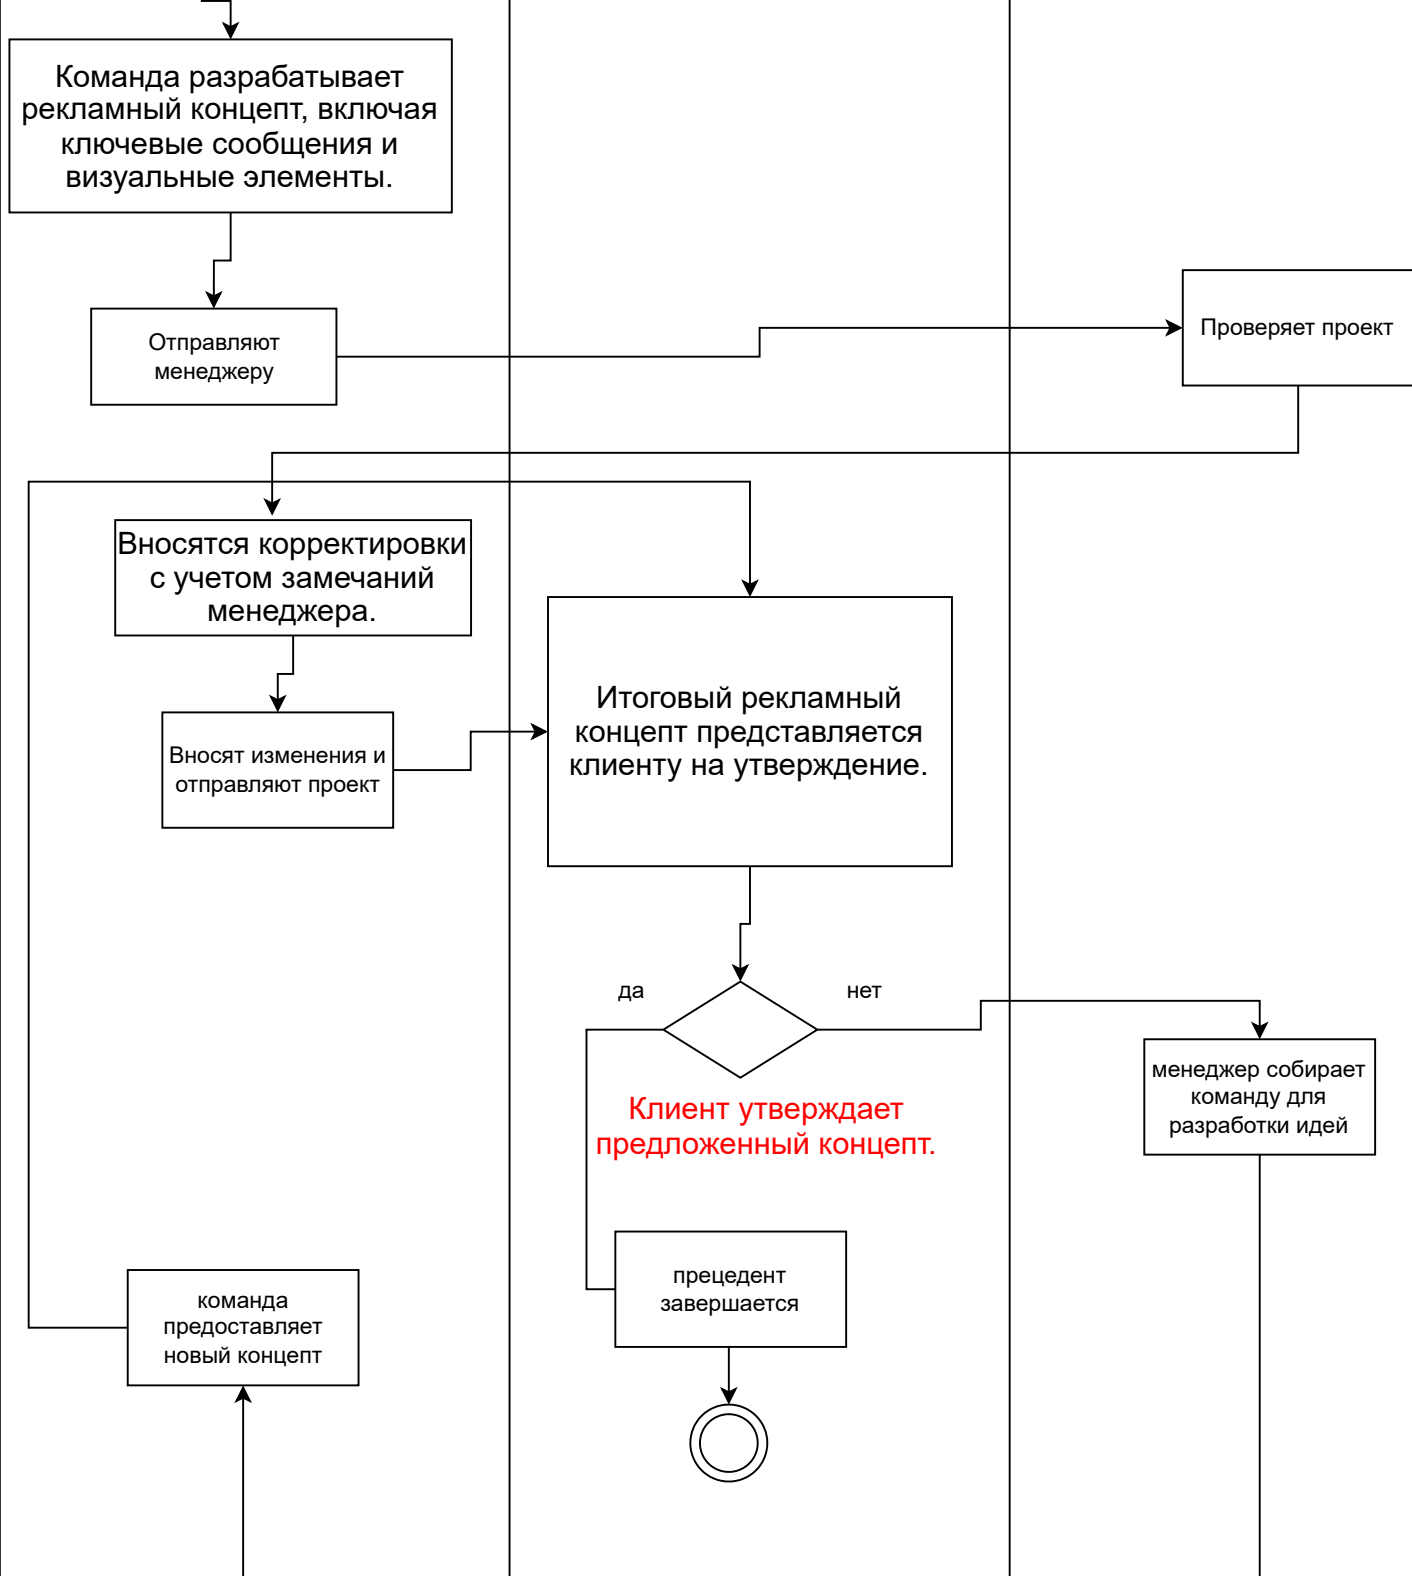 Команда разрабатывает
рекламный концепт, включая
ключевые сообщения и
визуальные элементы.
Отправляют
менеджеру
Проверяет проект
Вносятся корректировки
с учетом замечаний
менеджера.
Вносят изменения и
отправляют проект
Итоговый рекламный
концепт представляется
клиенту на утверждение.
да
нет
Клиент утверждает
предложенный концепт.
менеджер собирает
команду для
разработки идей
прецедент
завершается
команда
предоставляет
новый концепт